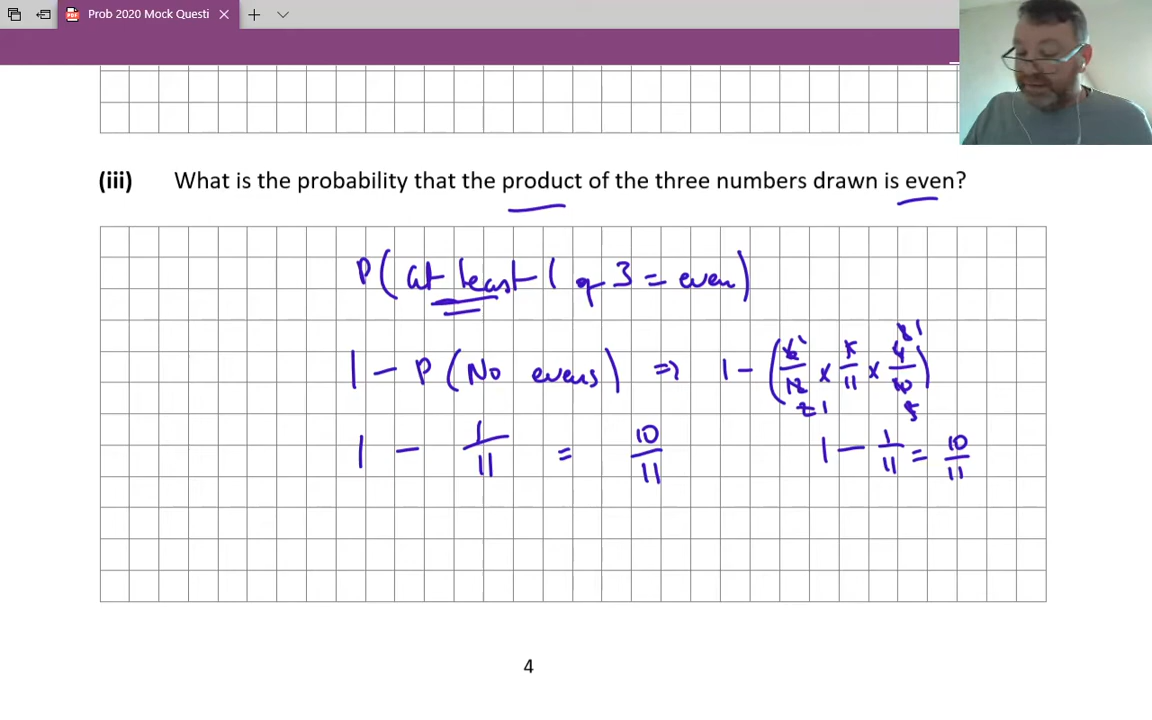 Prob 2020 Mock Questi
(iii) What is the probability that the product of the three numbers drawn is even?
P( at least 1 of 3 = even)
1 - P (No evens) ⇒ 1 - (6/12 × 5/11 × 4/10)
1 - 1/11 = 10/11 1 - 1/11 = 10/11
4